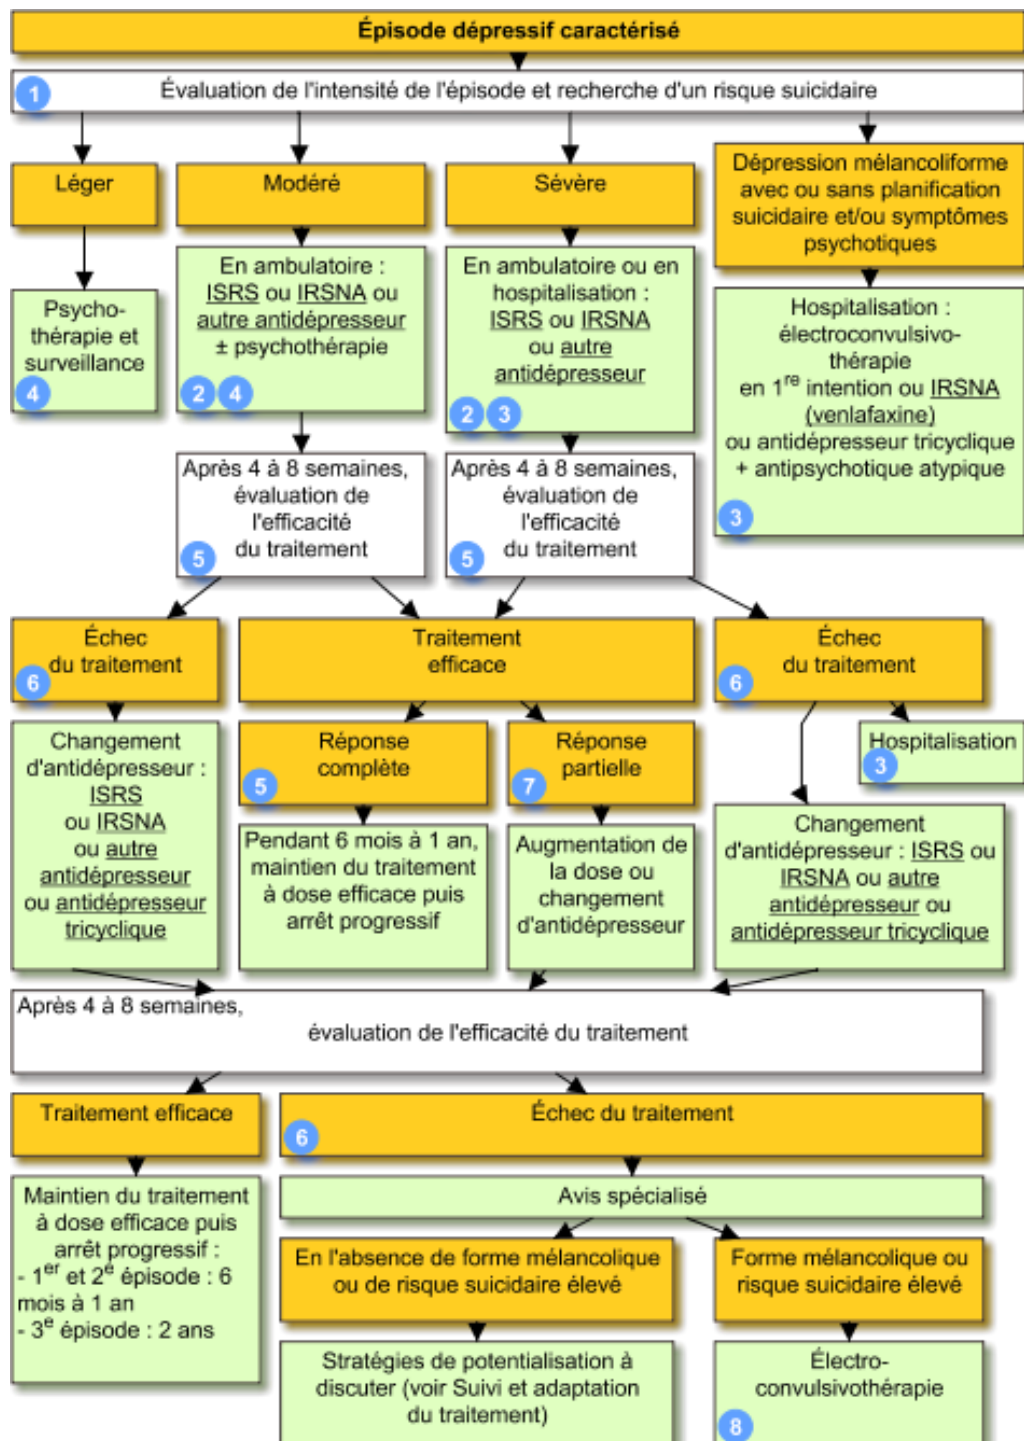 Épisode dépressif caractérisé
1
Évaluation de l'intensité de l'épisode et recherche d'un risque suicidaire
Léger
Modéré
Sévère
Dépression mélancoliforme
avec ou sans planification
suicidaire et/ou symptômes
psychotiques
Psycho-
thérapie et
surveillance
4
En ambulatoire :
ISRS ou IRSNA ou
autre antidépresseur
± psychothérapie
2 4
En ambulatoire ou en
hospitalisation :
ISRS ou IRSNA
ou autre
antidépresseur
2 3
Hospitalisation :
électroconvulsivo-
thérapie
en 1re intention ou IRSNA
(venlafaxine)
ou antidépresseur tricyclique
+ antipsychotique atypique
3
Après 4 à 8 semaines,
évaluation de
l'efficacité
du traitement
5
Après 4 à 8 semaines,
évaluation de
l'efficacité
du traitement
5
Échec
du traitement
6
Traitement
efficace
Échec
du traitement
6
Changement
d'antidépresseur :
ISRS
ou IRSNA
ou autre
antidépresseur
ou antidépresseur
tricyclique
Réponse
complète
5
Réponse
partielle
7
Hospitalisation
3
Pendant 6 mois à 1 an,
maintien du traitement
à dose efficace puis
arrêt progressif
Augmentation de
la dose ou
changement
d'antidépresseur
Changement
d'antidépresseur : ISRS ou
IRSNA ou autre
antidépresseur ou
antidépresseur tricyclique
Après 4 à 8 semaines,
évaluation de l'efficacité du traitement
Traitement efficace
Échec du traitement
6
Maintien du traitement
à dose efficace puis
arrêt progressif :
- 1er et 2e épisode : 6
mois à 1 an
- 3e épisode : 2 ans
Avis spécialisé
En l'absence de forme mélancolique
ou de risque suicidaire élevé
Forme mélancolique ou
risque suicidaire élevé
Stratégies de potentialisation à
discuter (voir Suivi et adaptation
du traitement)
Électro-
convulsivothérapie
8